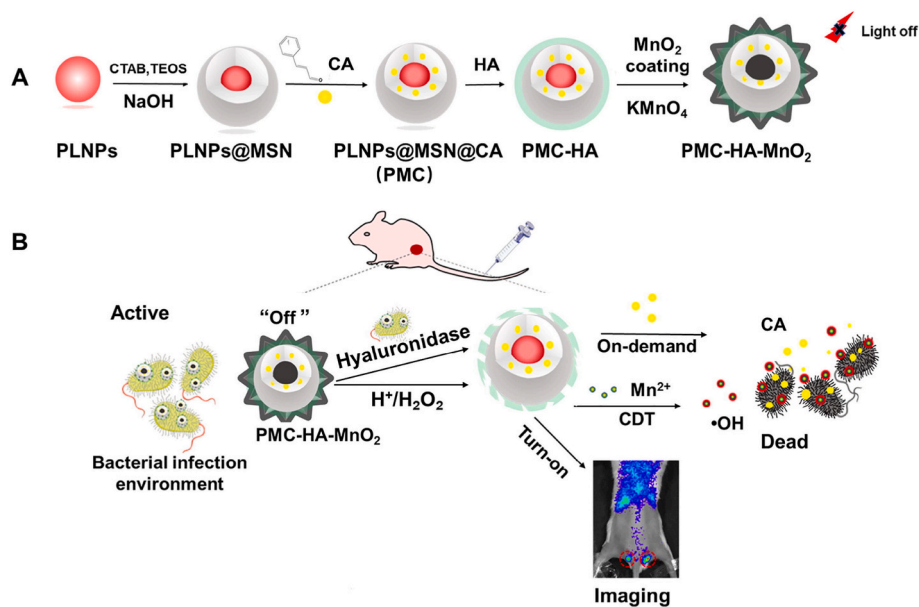 A
CTAB,TEOS
NaOH
CA
HA
MnO₂
coating
KMnO₄
Light off
PLNPs
PLNPs@MSN
PLNPs@MSN@CA
(PMC)
PMC-HA
PMC-HA-MnO₂
B
Active
"Off"
Hyaluronidase
H⁺/H₂O₂
PMC-HA-MnO₂
Bacterial infection
environment
On-demand
Mn²⁺
CDT
CA
•OH
Dead
Turn-on
Imaging